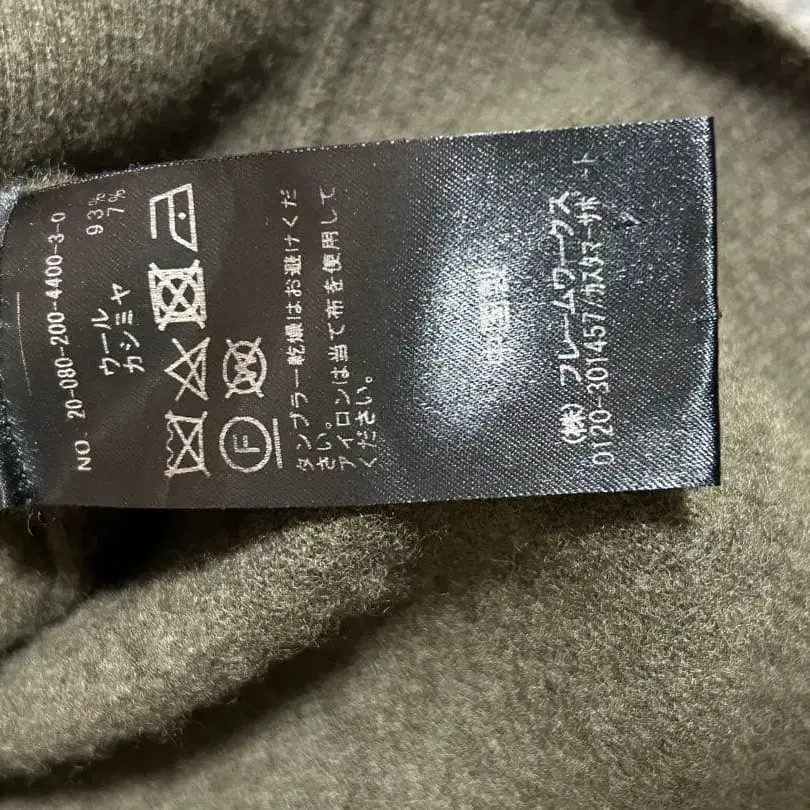 NO. 20-080-200-4400-3-0
ウール 93%
カシミヤ 7%
F
タンブラー乾燥はお避けくだ
さい。
アイロンは当て布を使用して
ください。
中国製
(株) フレームワークス
0120-301457/カスタマーサポート